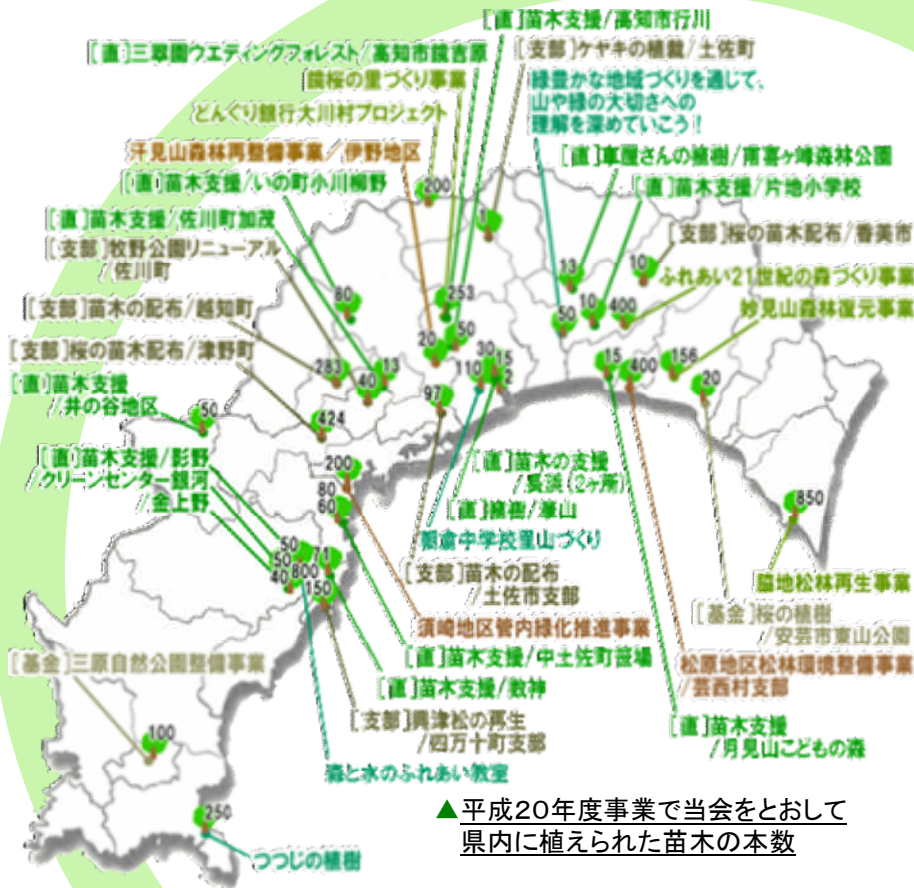 [直]苗木支援/高知市行川
[支部]ケヤキの植栽/土佐町
[直]三翠園ウエディングフォレスト/高知市鏡吉原
鏡桜の里づくり事業
緑豊かな地域づくりを通じて、
山や緑の大切さへの
理解を深めていこう!
どんぐり銀行大川村プロジェクト
汗見山森林再整備事業/伊野地区
[直]車屋さんの植樹/甫喜ヶ峰森林公園
[直]苗木支援/いの町小川柳野
[直]苗木支援/片地小学校
200
[直]苗木支援/佐川町加茂
1
[支部]桜の苗木配布/香美市
[支部]牧野公園リニューアル
/佐川町
13
10
ふれあい21世紀の森づくり事業
80
253
10
400
[支部]苗木の配布/越知町
50
50
妙見山森林復元事業
20
30
15
15
156
[支部]桜の苗木配布/津野町
283
13
110
2
400
20
40
97
[直]苗木支援
/井の谷地区
50
424
[直]苗木支援/影野
/クリーンセンター銀河
/金上野
200
[直]苗木の支援
/長浜(2ヶ所)
80
60
850
[直]植樹/筆山
朝倉中学校里山づくり
50
71
50
800
40
150
[支部]苗木の配布
/土佐市支部
脇地松林再生事業
[基金]桜の植樹
/安芸市東山公園
須崎地区管内緑化推進事業
[直]苗木支援/中土佐町笹場
松原地区松林環境整備事業
/芸西村支部
[基金]三原自然公園整備事業
[直]苗木支援/数神
[支部]興津松の再生
/四万十町支部
[直]苗木支援
/月見山こどもの森
100
森と水のふれあい教室
250
つつじの植樹
▲平成20年度事業で当会をとおして
県内に植えられた苗木の本数